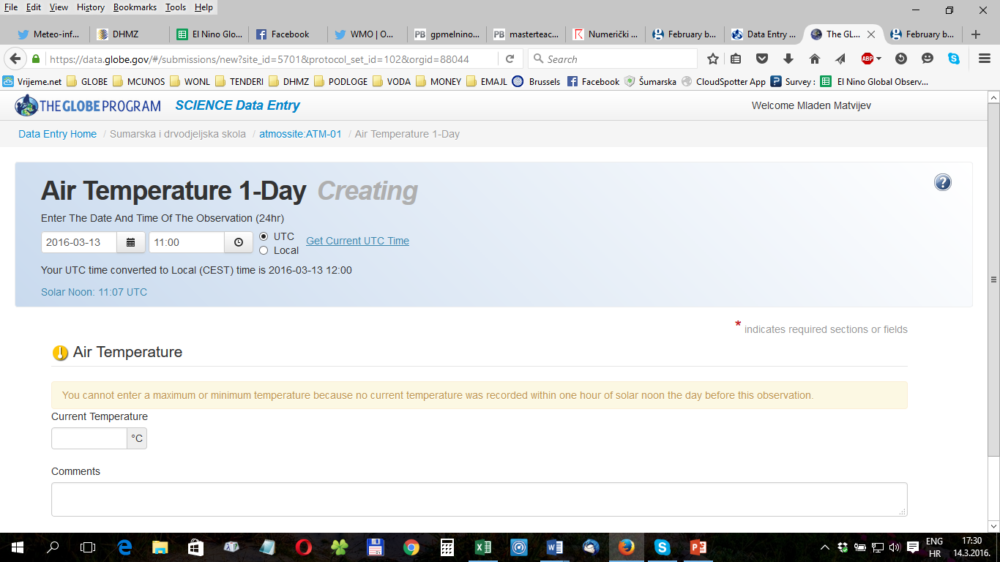 File Edit View History Bookmarks Tools Help
Meteo-inf... DHMZ El Nino Glo... Facebook WMO | O... PB gpmelnino... PB masterteac... Numerički ... February b... Data Entry ... The GL... February b...
https://data.globe.gov/#/submissions/new?site_id=5701&protocol_set_id=102&orgid=88044 Search ABP
Vrijeme.net GLOBE MCUNOS WONL TENDERI DHMZ PODLOGE VODA MONEY EMAJL Brussels Facebook Šumarska CloudSpotter App Survey : El Nino Global Observ...
THE GLOBE PROGRAM SCIENCE Data Entry Welcome Mladen Matvijev
Data Entry Home / Sumarska i drvodjeljska skola / atmossite:ATM-01 / Air Temperature 1-Day
Air Temperature 1-Day Creating
Enter The Date And Time Of The Observation (24hr)
2016-03-13 11:00 UTC Get Current UTC Time
Local
Your UTC time converted to Local (CEST) time is 2016-03-13 12:00
Solar Noon: 11:07 UTC
* indicates required sections or fields
Air Temperature
You cannot enter a maximum or minimum temperature because no current temperature was recorded within one hour of solar noon the day before this observation.
Current Temperature
°C
Comments
ENG 17:30
HR 14.3.2016.